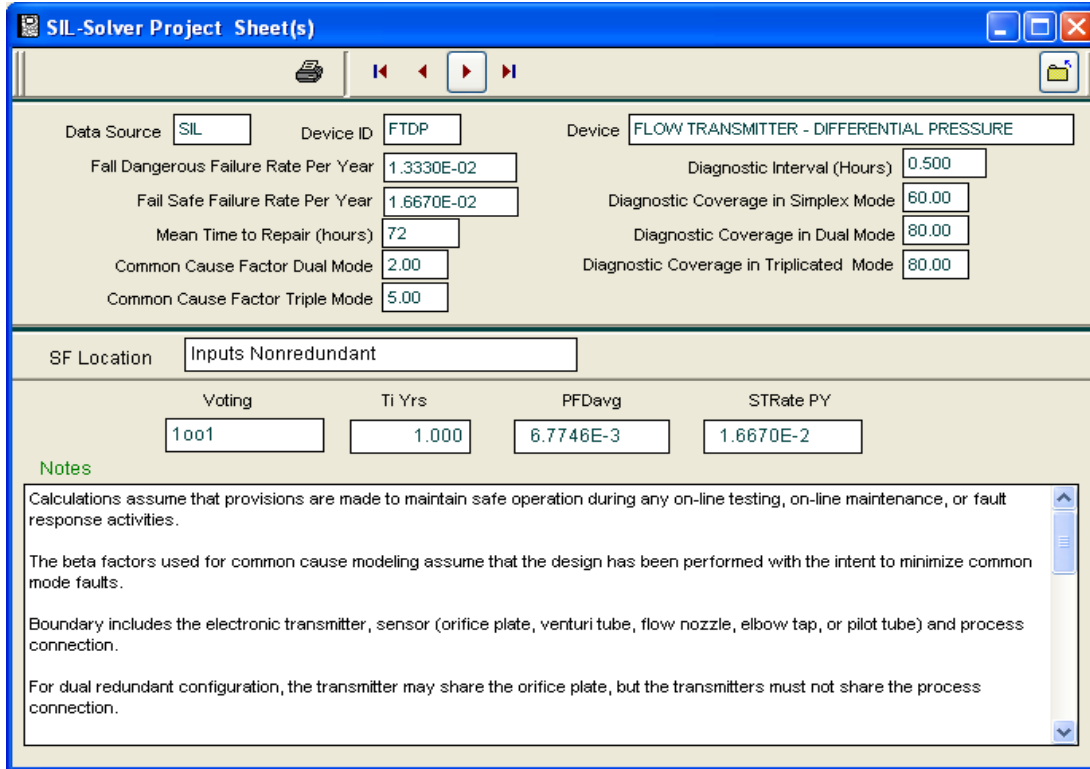 SIL-Solver Project Sheet(s)
Data Source SIL Device ID FTDP Device FLOW TRANSMITTER - DIFFERENTIAL PRESSURE
Fall Dangerous Failure Rate Per Year 1.3330E-02 Diagnostic Interval (Hours) 0.500
Fail Safe Failure Rate Per Year 1.6670E-02 Diagnostic Coverage in Simplex Mode 60.00
Mean Time to Repair (hours) 72 Diagnostic Coverage in Dual Mode 80.00
Common Cause Factor Dual Mode 2.00 Diagnostic Coverage in Triplicated Mode 80.00
Common Cause Factor Triple Mode 5.00
SF Location Inputs Nonredundant
Voting Ti Yrs PFDavg STRate PY
1oo1 1.000 6.7746E-3 1.6670E-2
Notes
Calculations assume that provisions are made to maintain safe operation during any on-line testing, on-line maintenance, or fault
response activities.
The beta factors used for common cause modeling assume that the design has been performed with the intent to minimize common
mode faults.
Boundary includes the electronic transmitter, sensor (orifice plate, venturi tube, flow nozzle, elbow tap, or pilot tube) and process
connection.
For dual redundant configuration, the transmitter may share the orifice plate, but the transmitters must not share the process
connection.